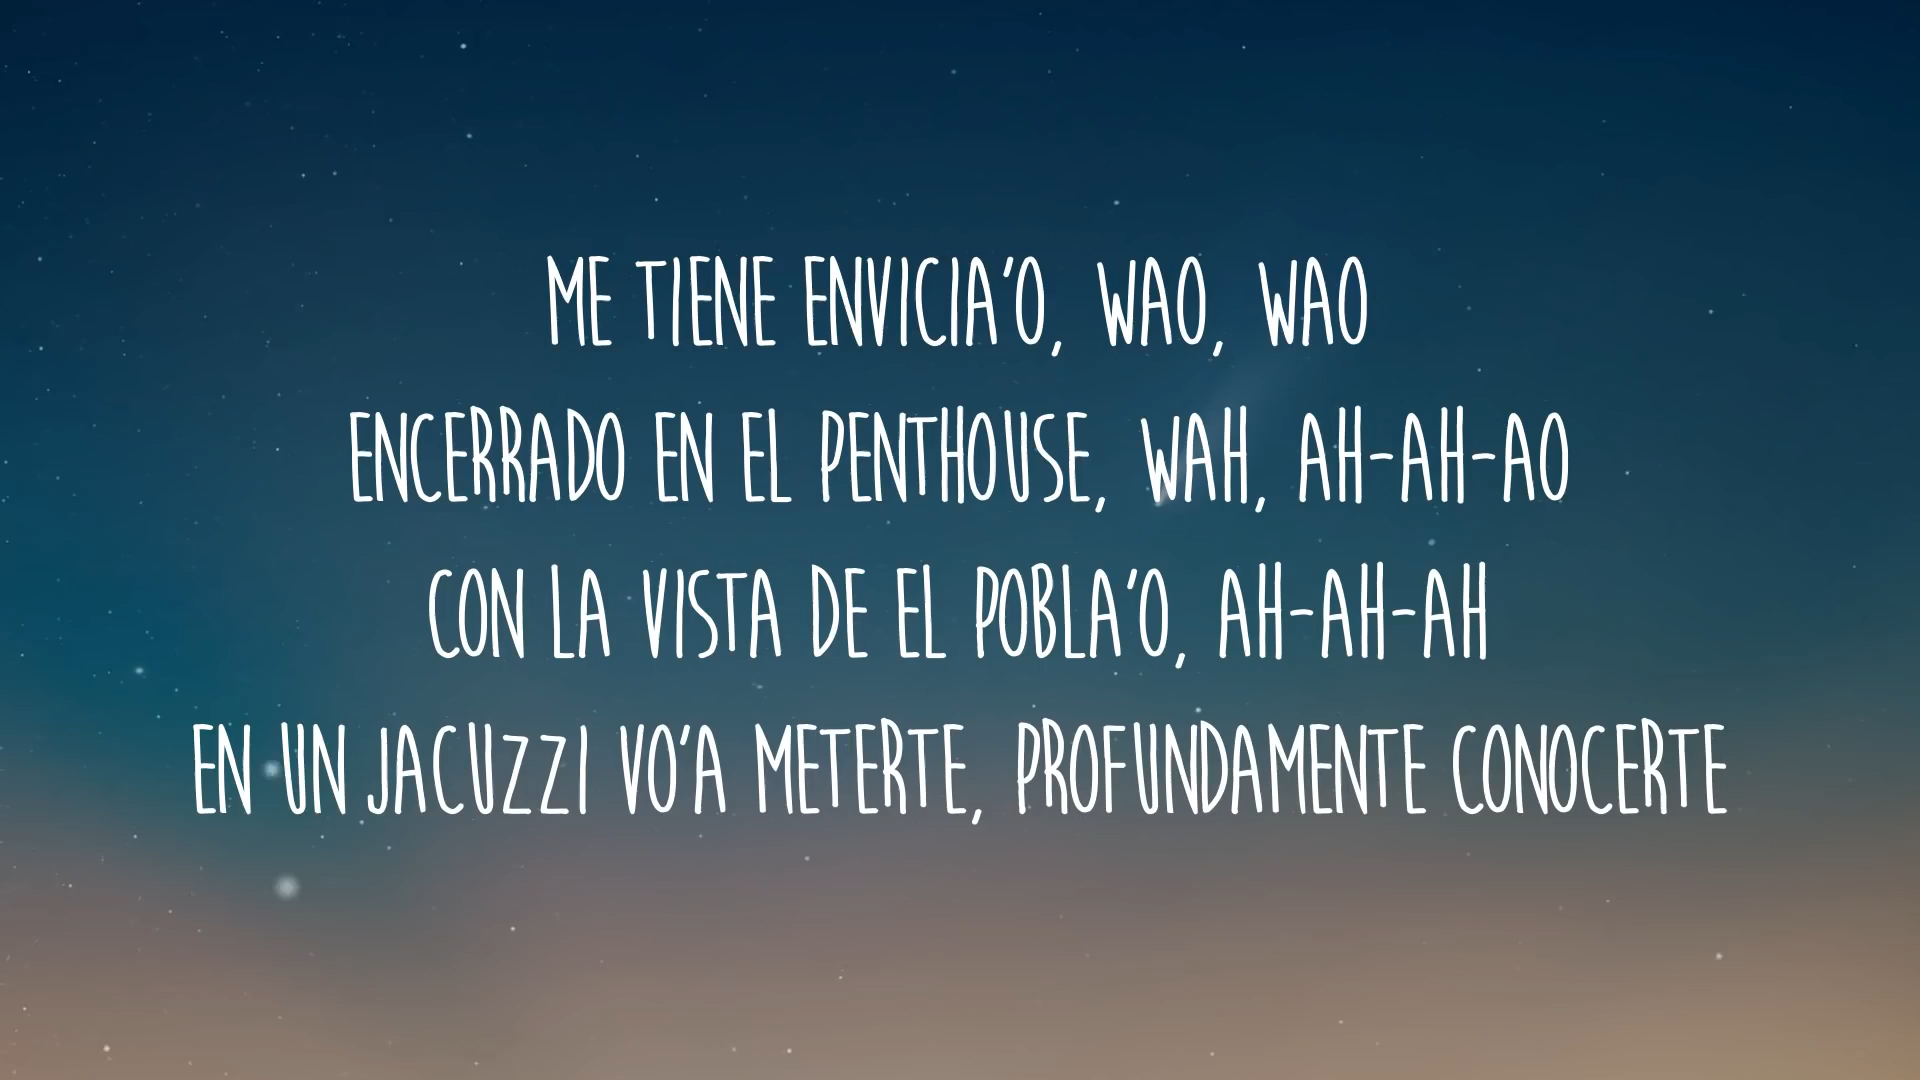 ME TIENE ENVICIA'O, WAO, WAO
ENCERRADO EN EL PENTHOUSE, WAH, AH-AH-AO
CON LA VISTA DE EL POBLA'O, AH-AH-AH
EN UN JACUZZI VO'A METERTE, PROFUNDAMENTE CONOCERTE